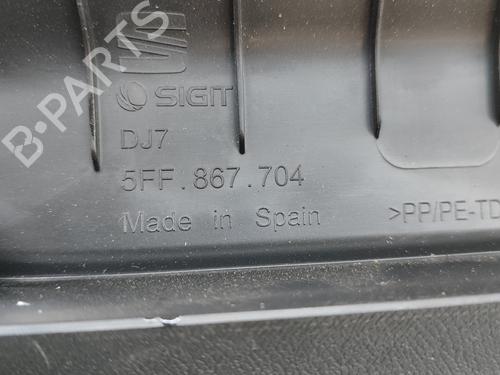 B-PARTS
SIGIT
DJ7
5FF.867.704
Made in Spain
>PP/PE-TD